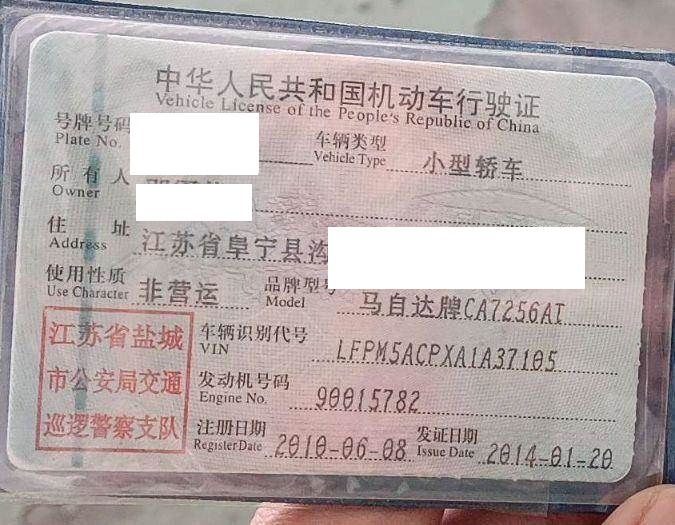 中华人民共和国机动车行驶证
Vehicle License of the People's Republic of China
号牌号码
Plate No.
车辆类型 小型轿车
Vehicle Type
所有人
Owner
住址 江苏省阜宁县沟
Address
使用性质 非营运
Use Character
品牌型号 马自达牌CA7256AT
Model
江苏省盐城
市公安局交通
巡逻警察支队
车辆识别代号 LFPM5ACPXA1A37105
VIN
发动机号码 90015782
Engine No.
注册日期 2010-06-08
Register Date
发证日期 2014-01-20
Issue Date